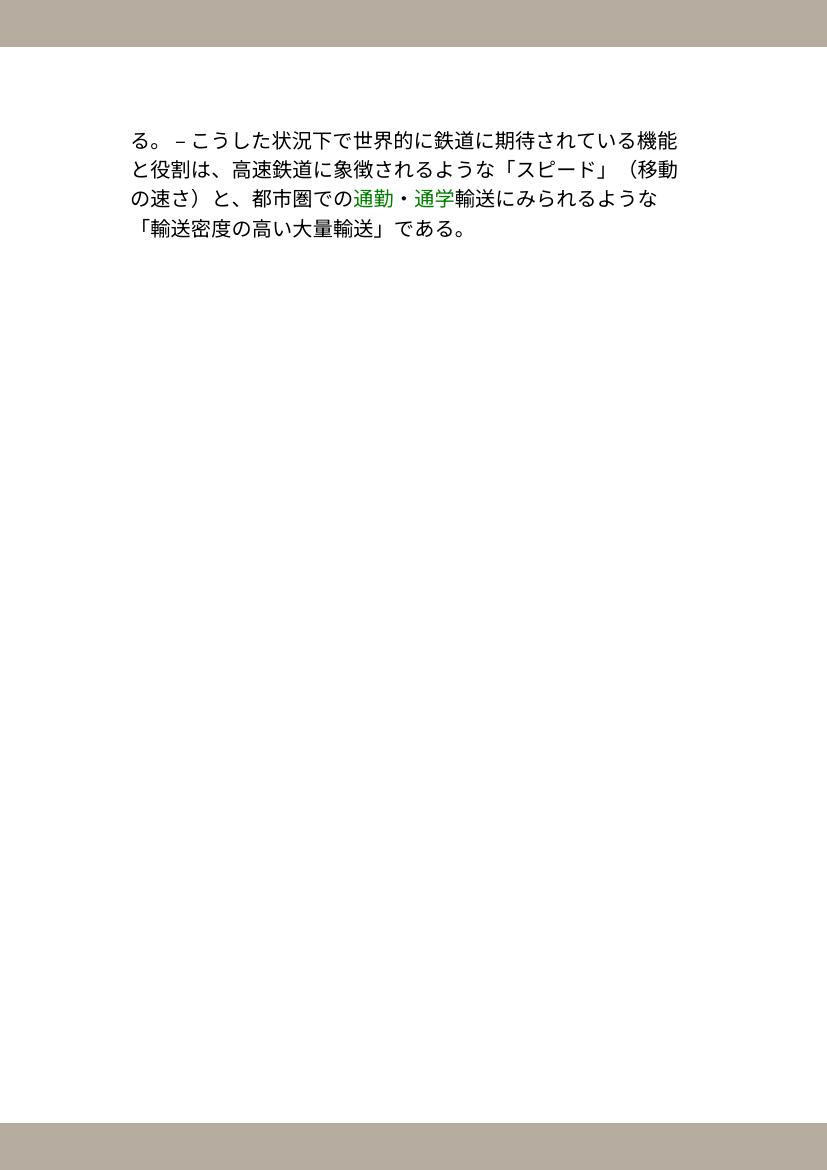 る。 – こうした状況下で世界的に鉄道に期待されている機能
と役割は、高速鉄道に象徴されるような「スピード」（移動
の速さ）と、都市圏での通勤・通学輸送にみられるような
「輸送密度の高い大量輸送」である。